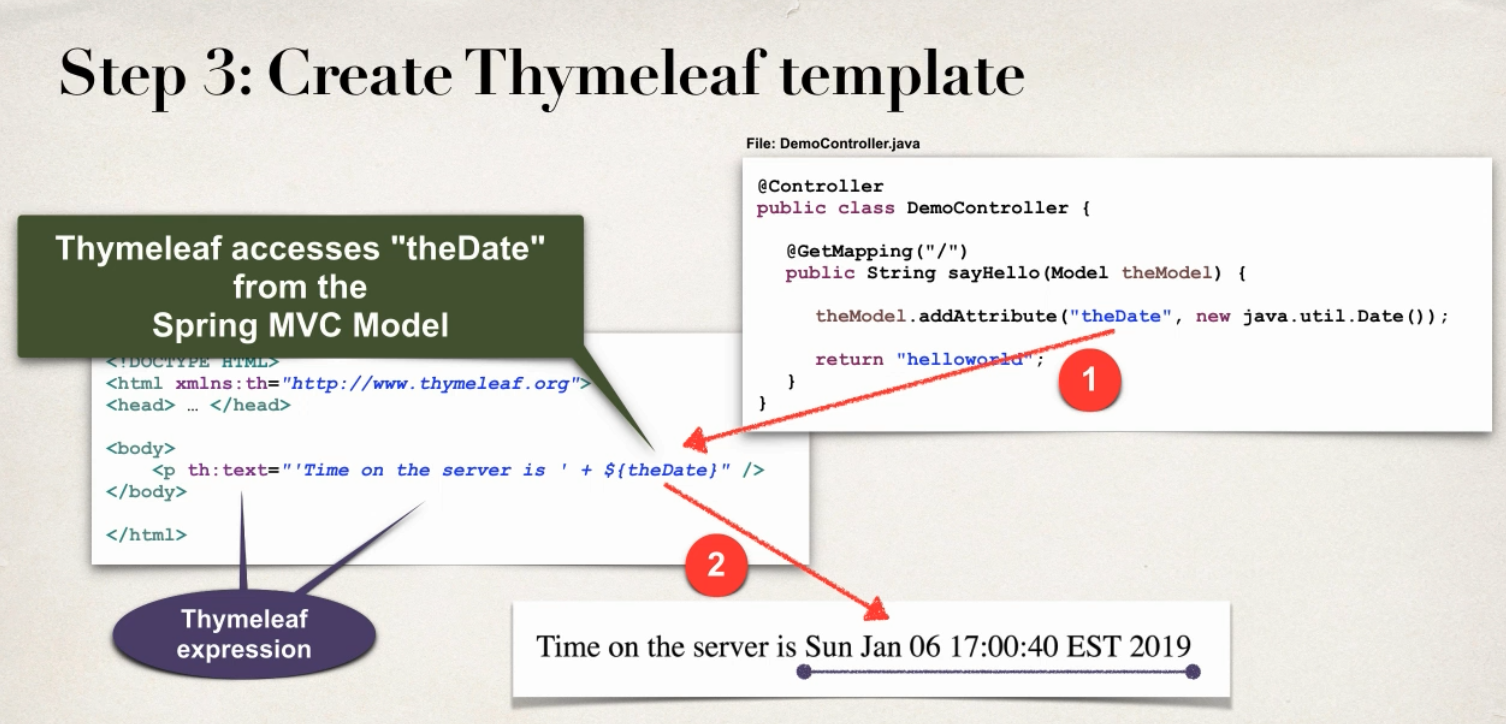 Step 3: Create Thymeleaf template
File: DemoController.java
@Controller
public class DemoController {
@GetMapping("/")
public String sayHello(Model theModel) {
theModel.addAttribute("theDate", new java.util.Date());
return "helloworld";
}
}
Thymeleaf accesses "theDate"
from the
Spring MVC Model
<!DOCTYPE HTML>
<html xmlns:th="http://www.thymeleaf.org">
<head> … </head>
<body>
<p th:text="'Time on the server is ' + ${theDate}" />
</body>
</html>
1
2
Thymeleaf
expression
Time on the server is Sun Jan 06 17:00:40 EST 2019